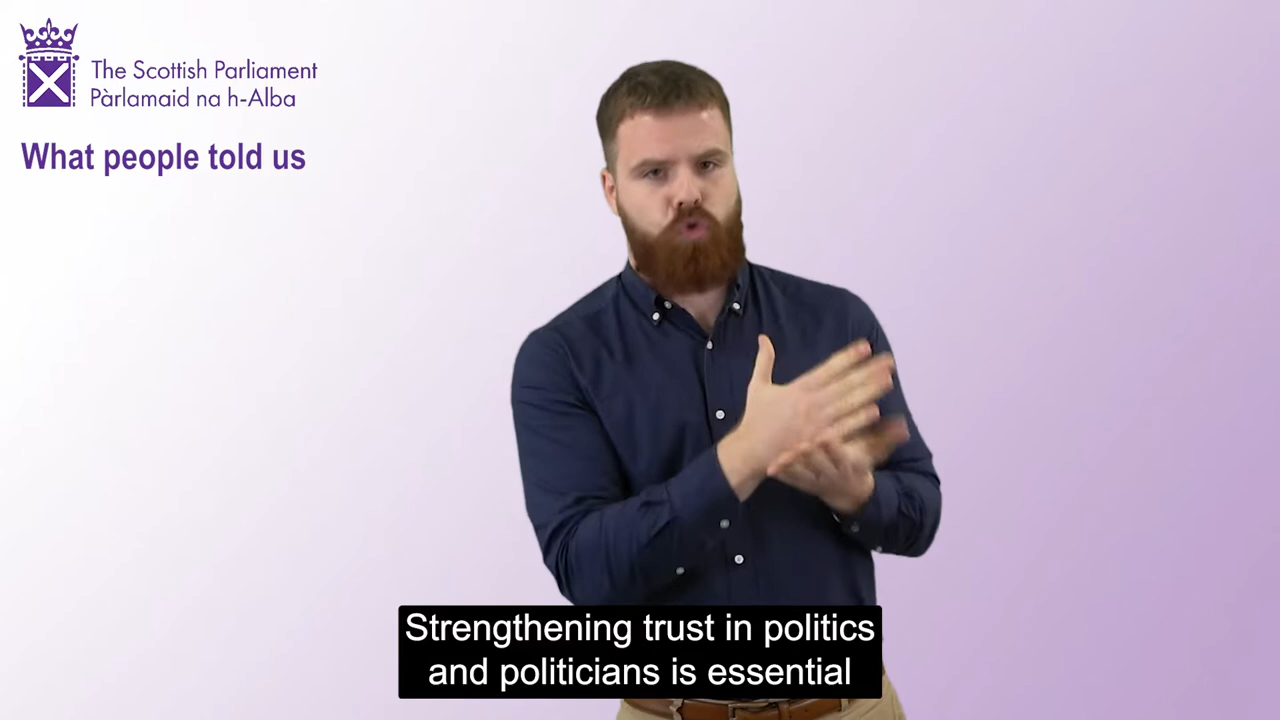 The Scottish Parliament
Pàrlamaid na h-Alba
What people told us
Strengthening trust in politics
and politicians is essential